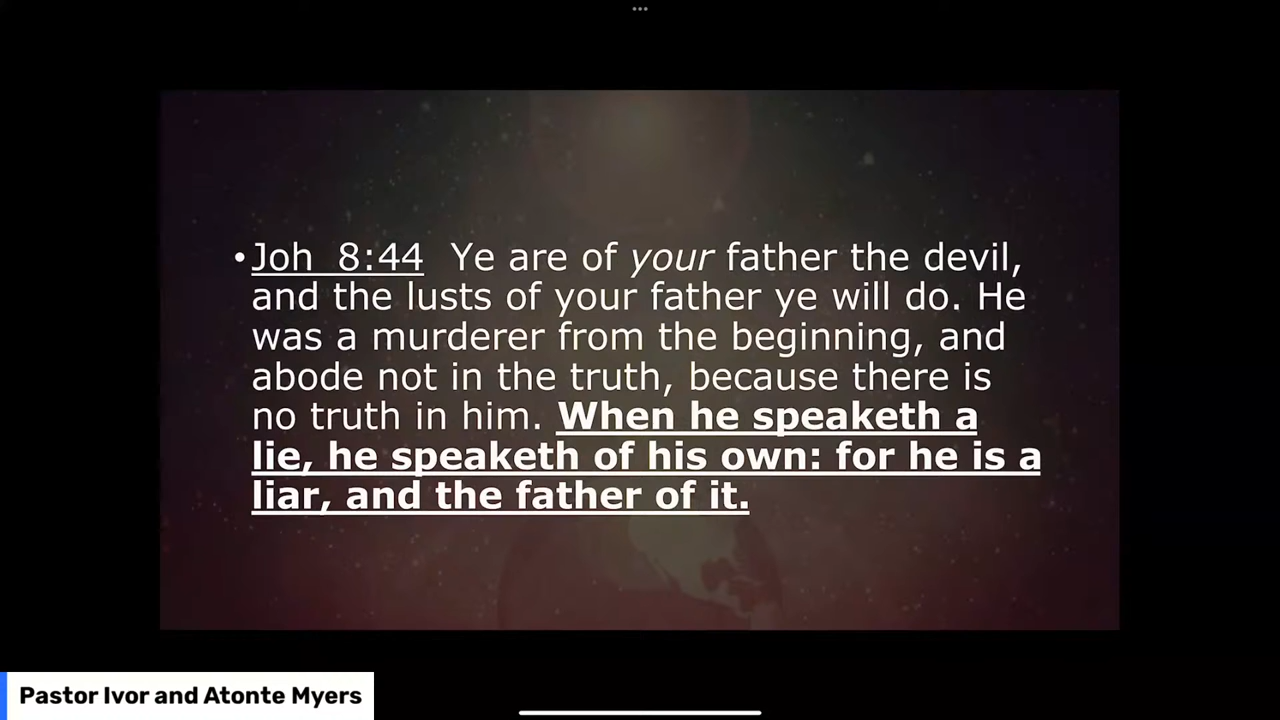 •Joh  8:44  Ye are of your father the devil,
and the lusts of your father ye will do. He
was a murderer from the beginning, and
abode not in the truth, because there is
no truth in him. When he speaketh a
lie, he speaketh of his own: for he is a
liar, and the father of it.
Pastor Ivor and Atonte Myers